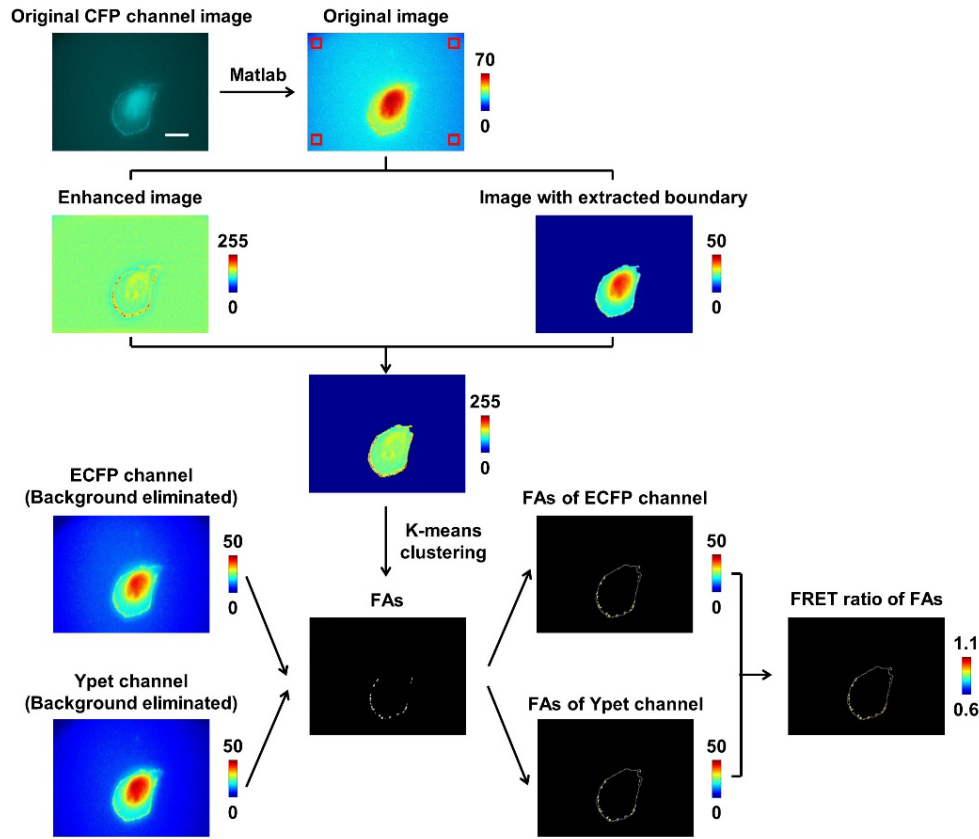 Original CFP channel image
Original image
Matlab
70
0
Enhanced image
Image with extracted boundary
255
0
50
0
255
0
ECFP channel
(Background eliminated)
50
0
K-means
clustering
FAs
FAs of ECFP channel
50
0
FRET ratio of FAs
1.1
0.6
Ypet channel
(Background eliminated)
50
0
FAs of Ypet channel
50
0